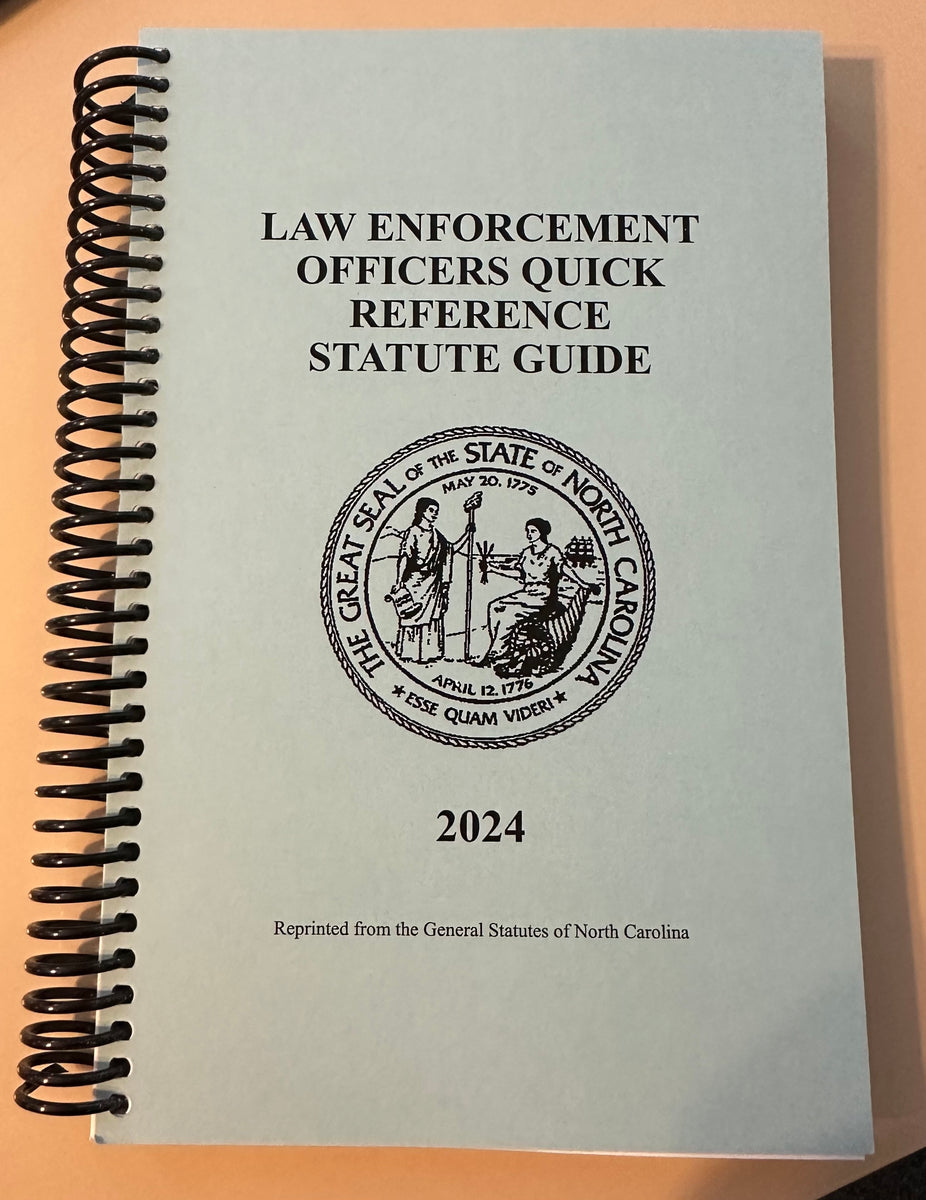 LAW ENFORCEMENT
OFFICERS QUICK
REFERENCE
STATUTE GUIDE
THE GREAT SEAL OF THE STATE OF NORTH CAROLINA
MAY 20, 1775
APRIL 12, 1776
★ ESSE QUAM VIDERI ★
2024
Reprinted from the General Statutes of North Carolina